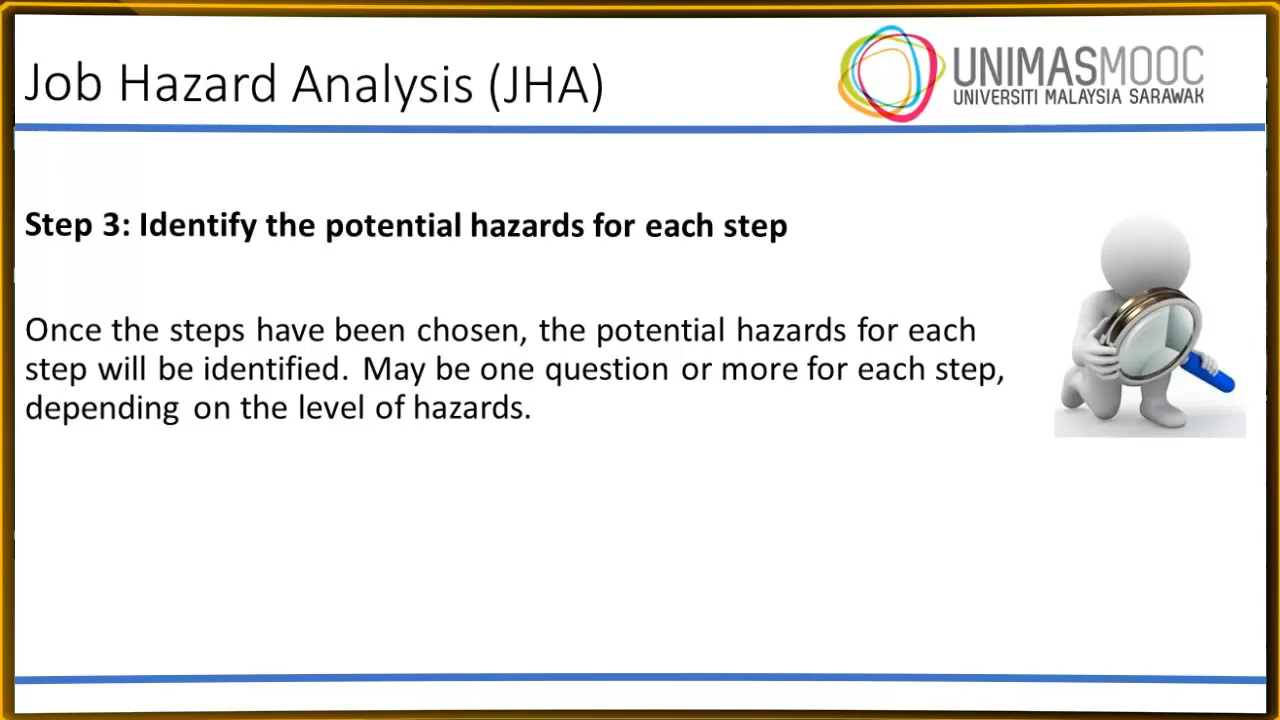 Job Hazard Analysis (JHA)
UNIMASMOOC
UNIVERSITI MALAYSIA SARAWAK
Step 3: Identify the potential hazards for each step
Once the steps have been chosen, the potential hazards for each
step will be identified. May be one question or more for each step,
depending on the level of hazards.